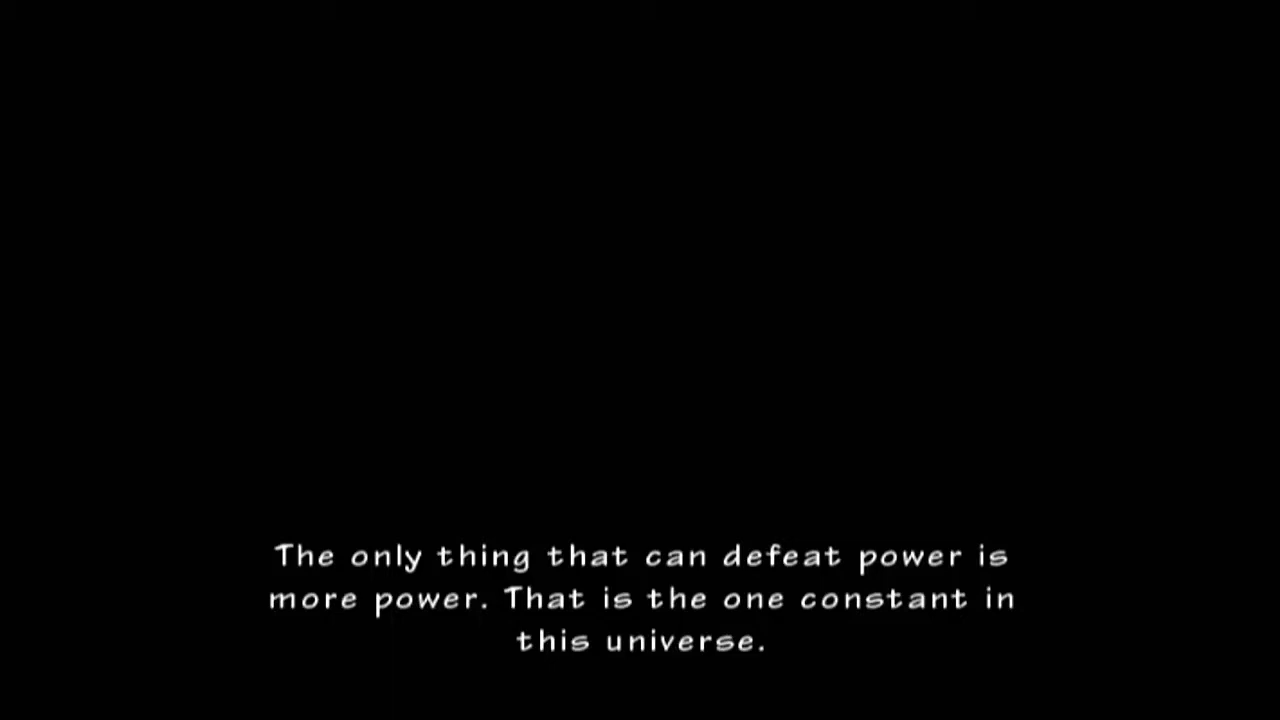 The only thing that can defeat power is
more power. That is the one constant in
this universe.